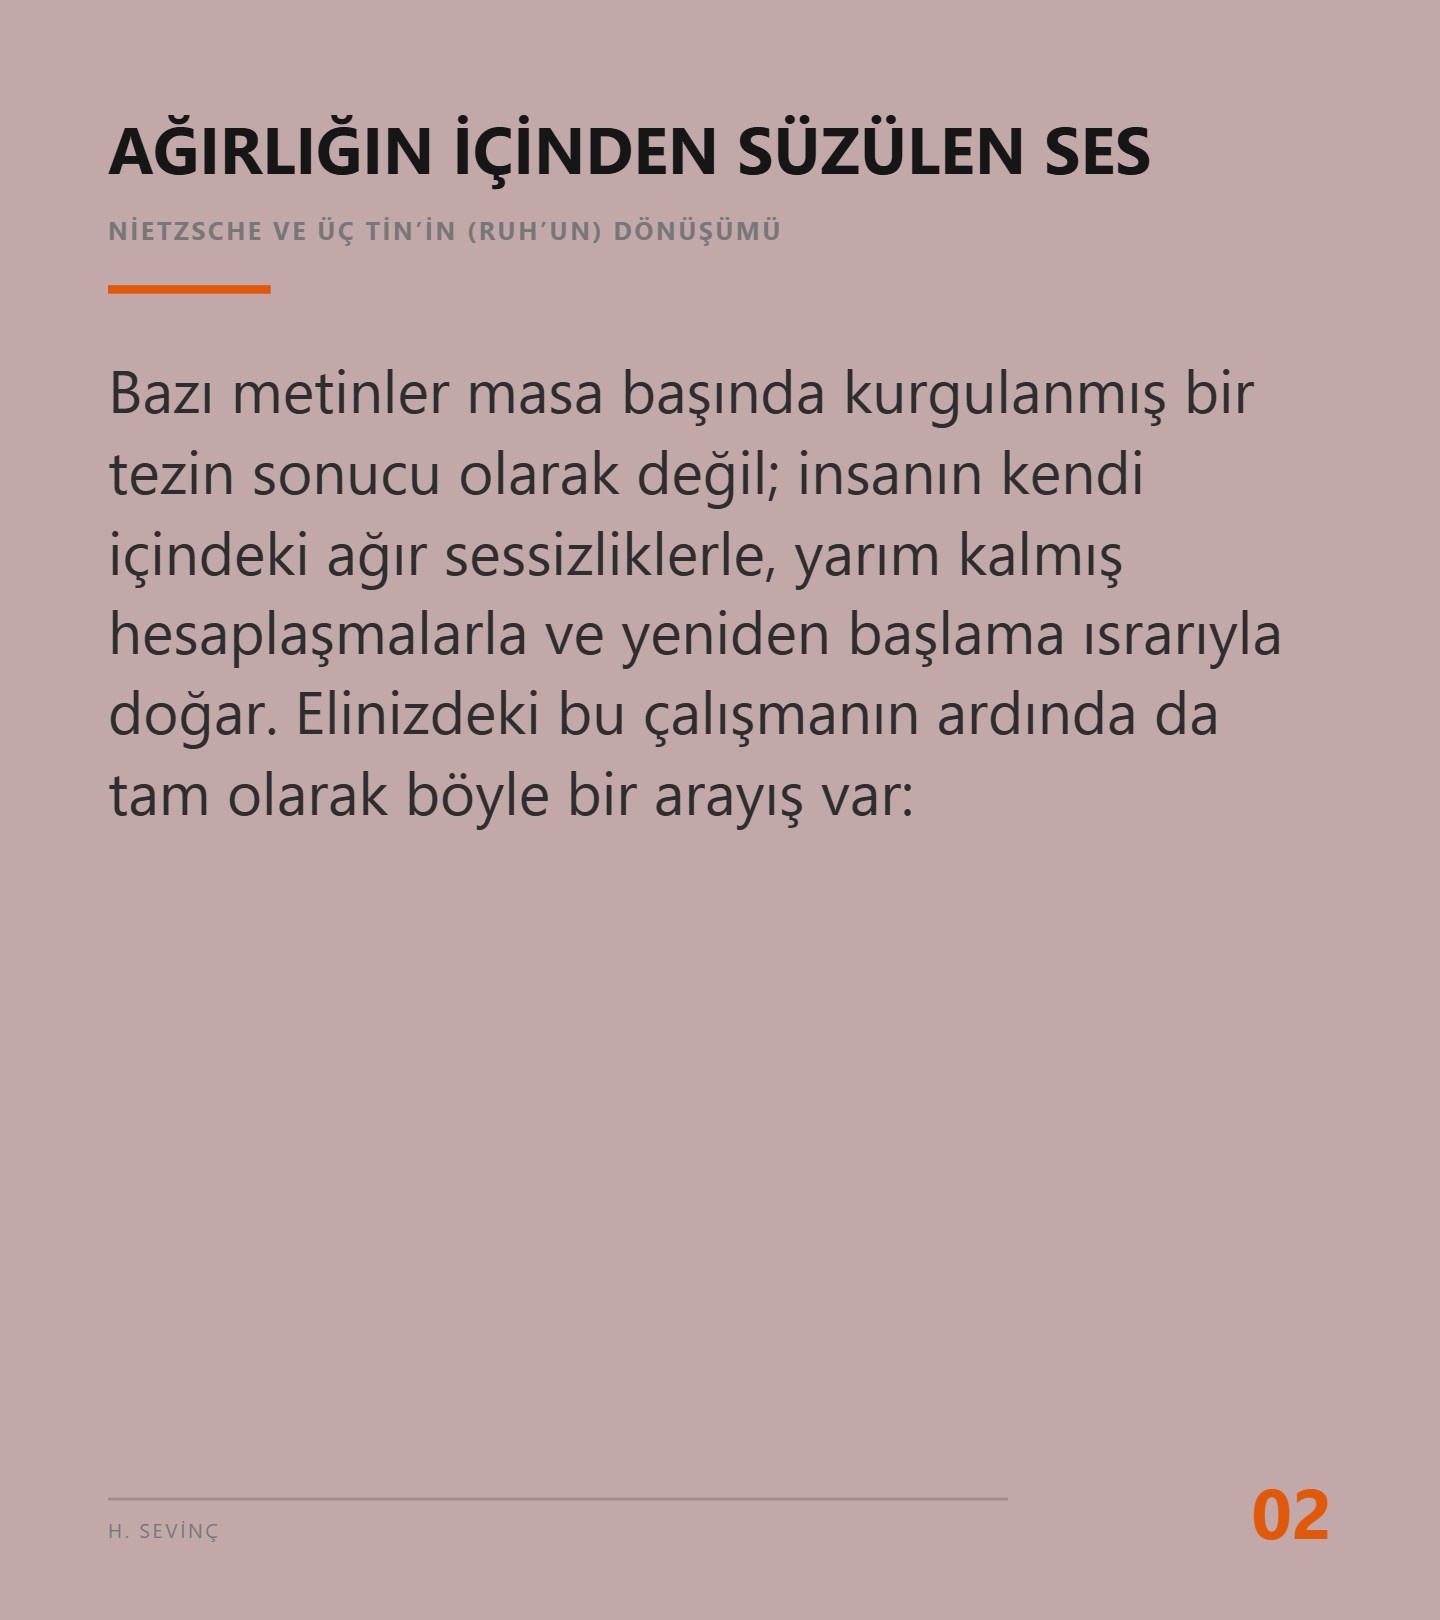 AĞIRLIĞIN İÇİNDEN SÜZÜLEN SES
NİETZSCHE VE ÜÇ TİN’İN (RUH’UN) DÖNÜŞÜMÜ
Bazı metinler masa başında kurgulanmış bir
tezin sonucu olarak değil; insanın kendi
içindeki ağır sessizliklerle, yarım kalmış
hesaplaşmalarla ve yeniden başlama ısrarıyla
doğar. Elinizdeki bu çalışmanın ardında da
tam olarak böyle bir arayış var:
H. SEVİNÇ
02